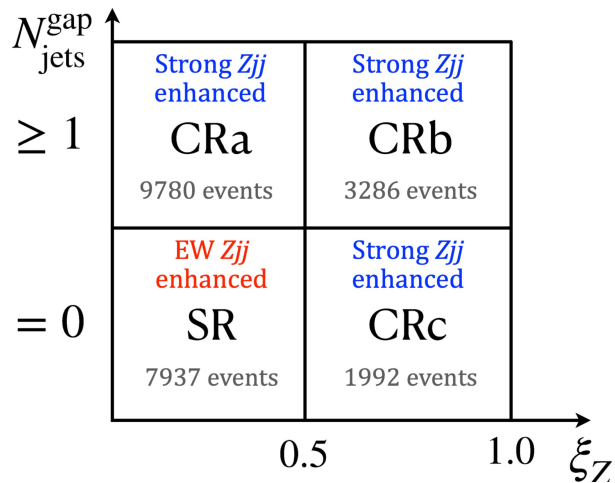 N^gap_jets
Strong Zjj
enhanced
CRa
9780 events
Strong Zjj
enhanced
CRb
3286 events
≥ 1
EW Zjj
enhanced
SR
7937 events
Strong Zjj
enhanced
CRc
1992 events
= 0
0.5
1.0
ξ_Z